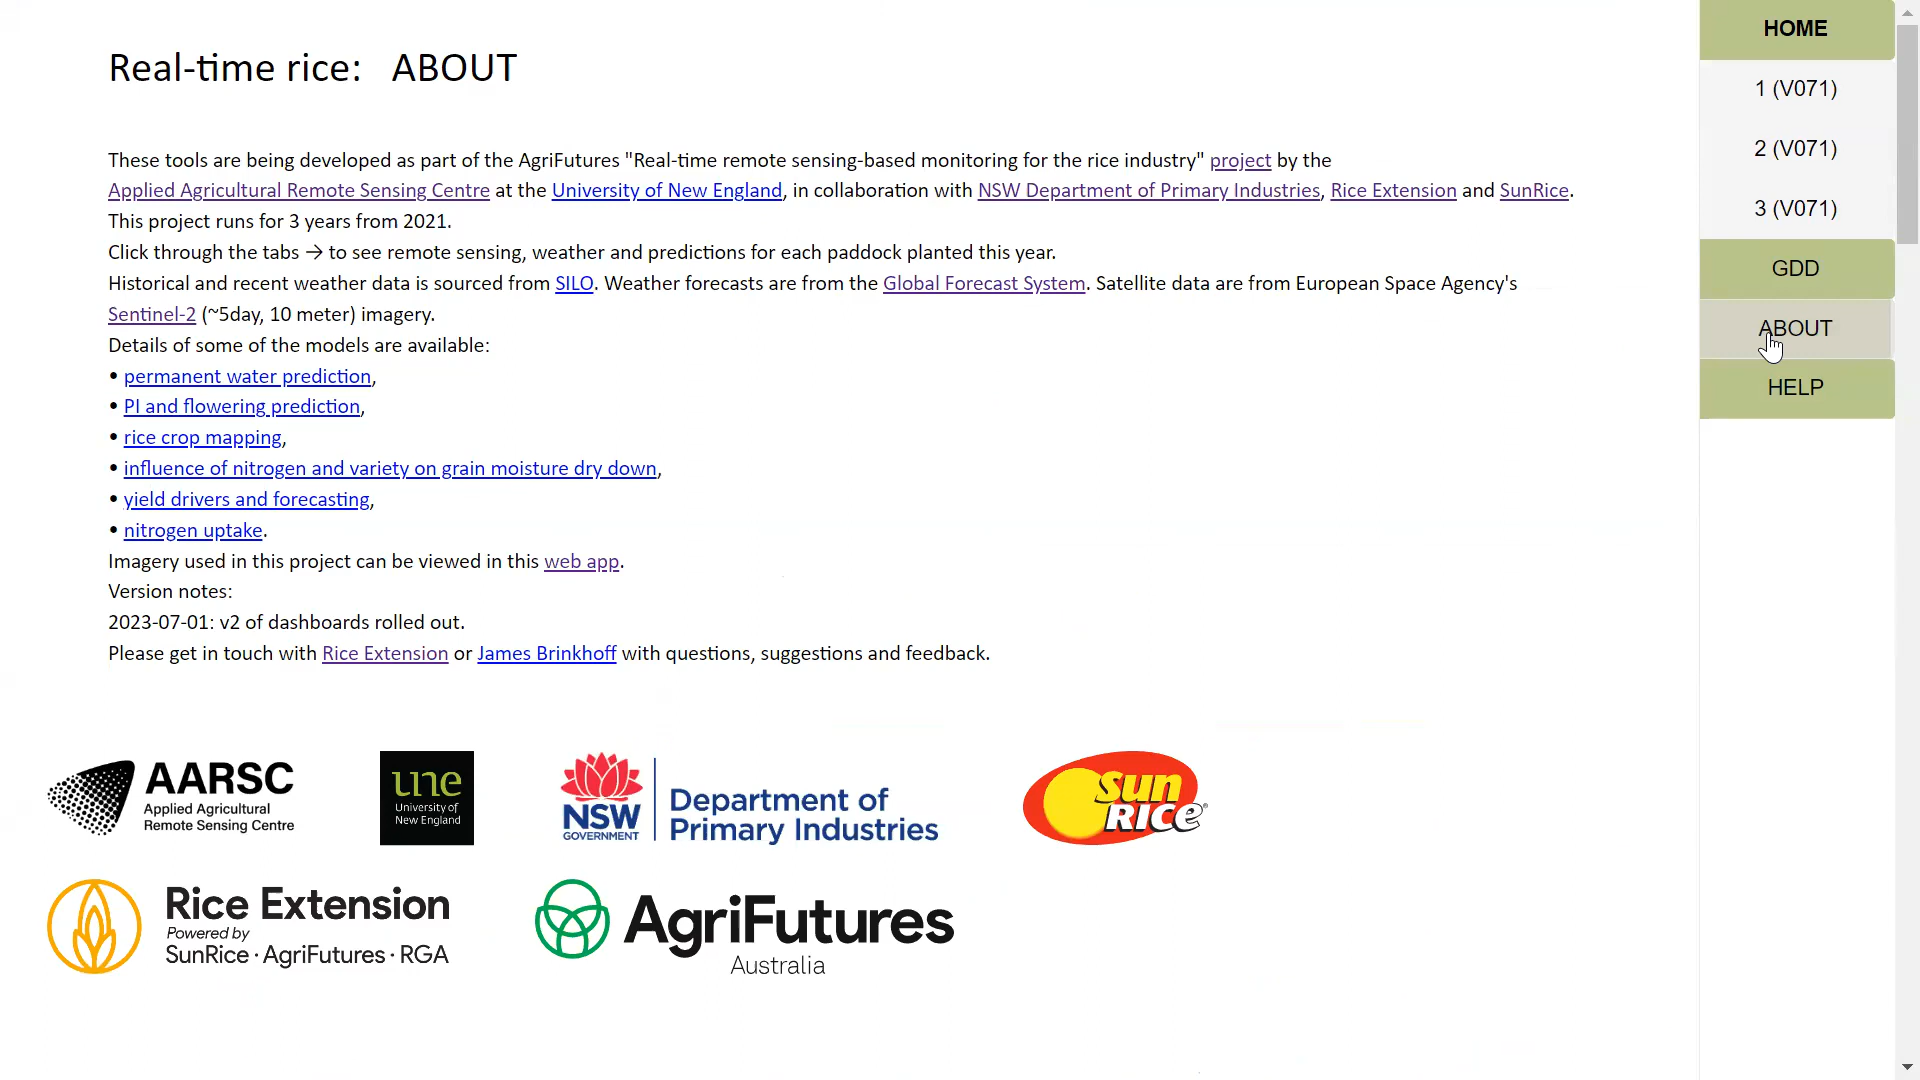 Real-time rice: ABOUT
These tools are being developed as part of the AgriFutures "Real-time remote sensing-based monitoring for the rice industry" project by the
Applied Agricultural Remote Sensing Centre at the University of New England, in collaboration with NSW Department of Primary Industries, Rice Extension and SunRice.
This project runs for 3 years from 2021.
Click through the tabs → to see remote sensing, weather and predictions for each paddock planted this year.
Historical and recent weather data is sourced from SILO. Weather forecasts are from the Global Forecast System. Satellite data are from European Space Agency's
Sentinel-2 (~5day, 10 meter) imagery.
Details of some of the models are available:
• permanent water prediction,
• PI and flowering prediction,
• rice crop mapping,
• influence of nitrogen and variety on grain moisture dry down,
• yield drivers and forecasting,
• nitrogen uptake.
Imagery used in this project can be viewed in this web app.
Version notes:
2023-07-01: v2 of dashboards rolled out.
Please get in touch with Rice Extension or James Brinkhoff with questions, suggestions and feedback.
AARSC
Applied Agricultural
Remote Sensing Centre
une
University of
New England
NSW
GOVERNMENT
Department of
Primary Industries
Sun
RICE®
Rice Extension
Powered by
SunRice · AgriFutures · RGA
AgriFutures
Australia
HOME
1 (V071)
2 (V071)
3 (V071)
GDD
ABOUT
HELP